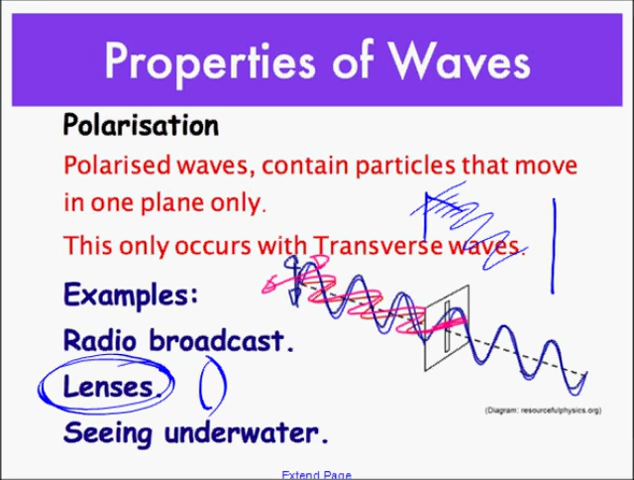 Properties of Waves
Polarisation
Polarised waves, contain particles that move
in one plane only.
This only occurs with Transverse waves.
Examples:
Radio broadcast.
Lenses.
(Diagram: resourcefulphysics.org)
Seeing underwater.
Extend Page